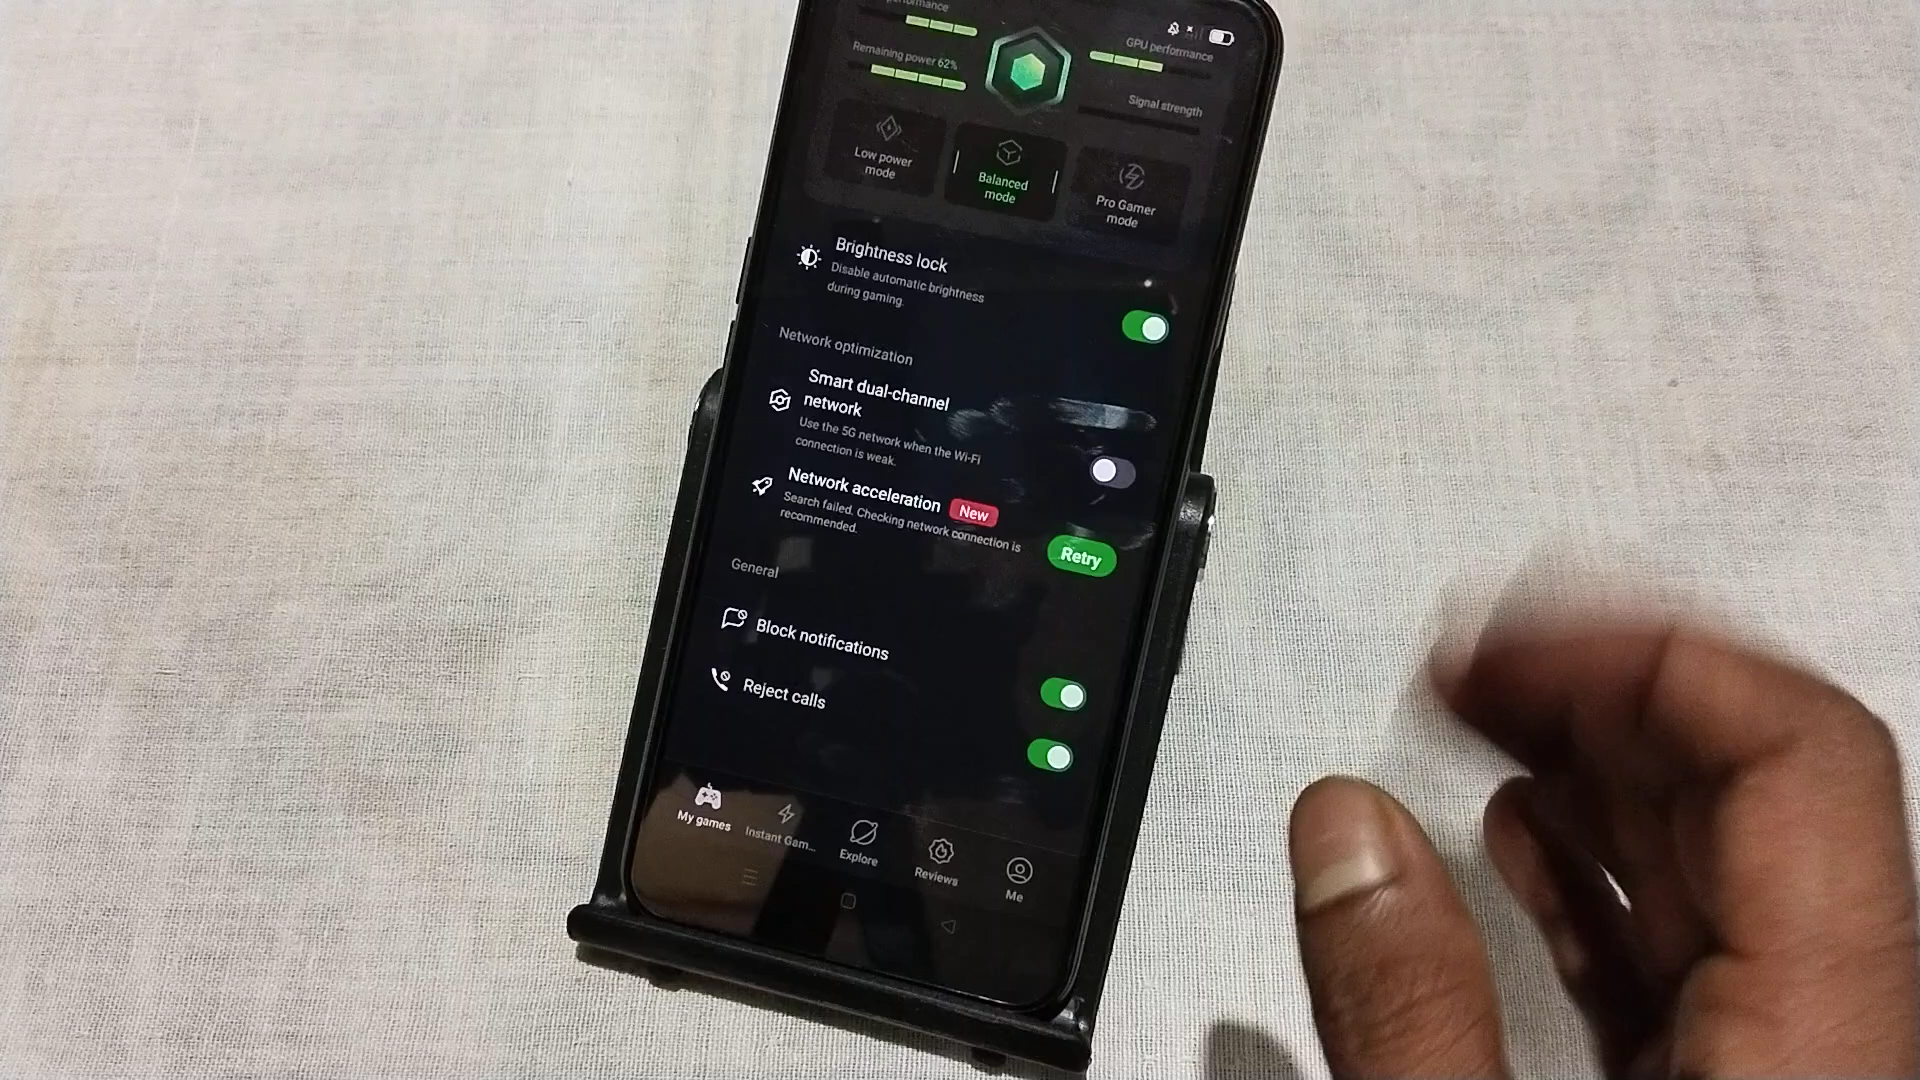 GPU performance
Remaining power 62%
Signal strength
Low power
mode
Balanced
mode
Pro Gamer
mode
Brightness lock
Disable automatic brightness
during gaming.
Network optimization
Smart dual-channel
network
Use the 5G network when the Wi-Fi
connection is weak.
Network acceleration New
Search failed. Checking network connection is
recommended.
Retry
General
Block notifications
Reject calls
My games
Instant Gam...
Explore
Reviews
Me